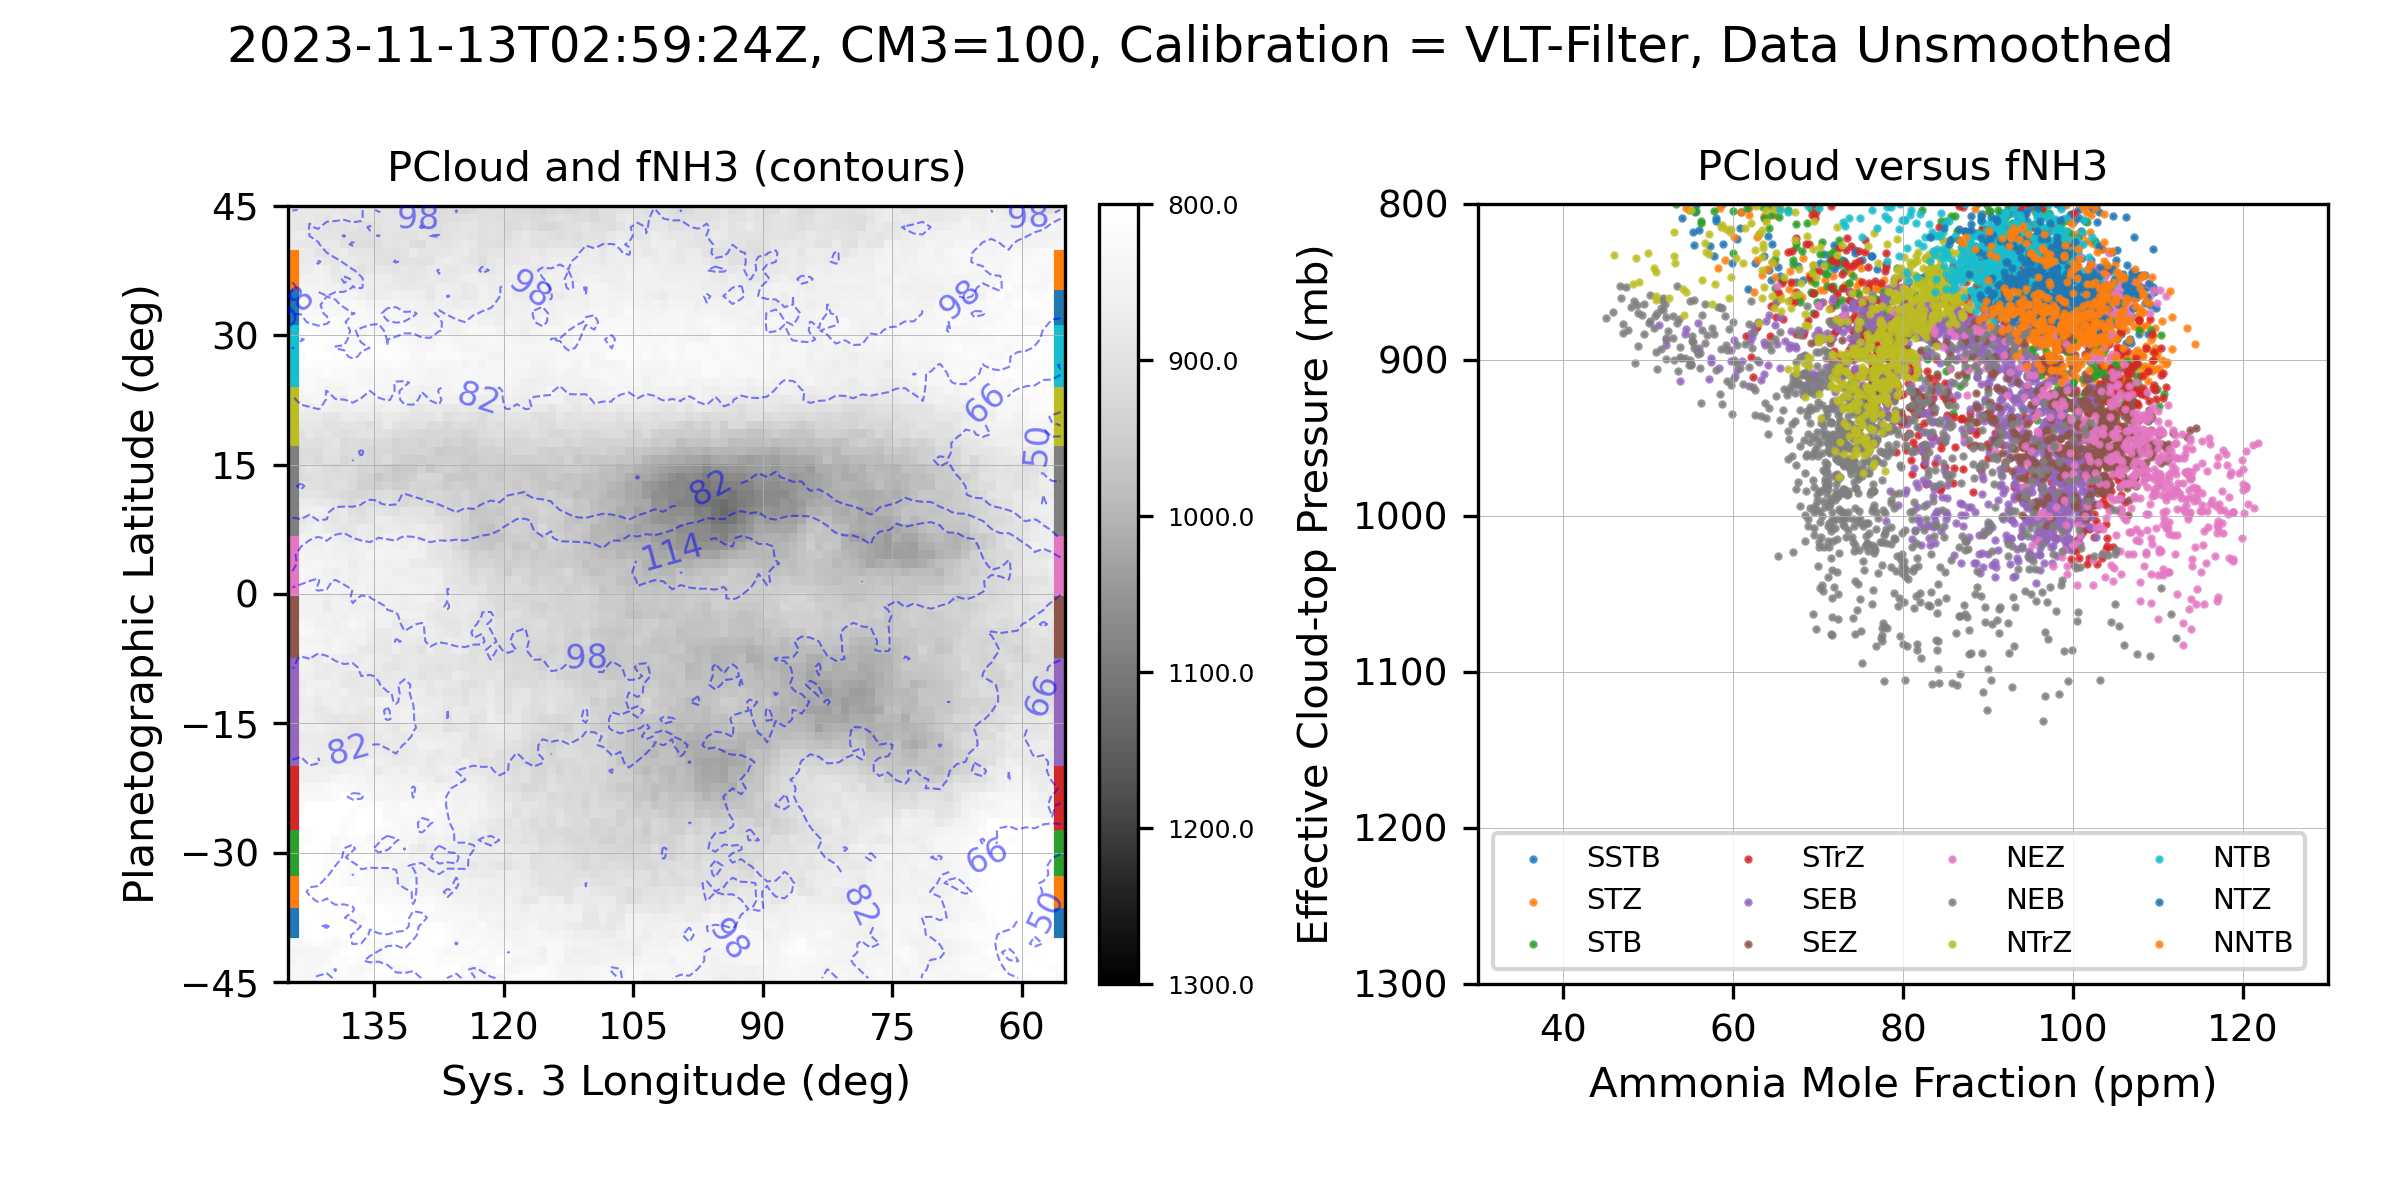 2023-11-13T02:59:24Z, CM3=100, Calibration = VLT-Filter, Data Unsmoothed
PCloud and fNH3 (contours)
PCloud versus fNH3
Planetographic Latitude (deg)
45
30
15
0
−15
−30
−45
135
120
105
90
75
60
Sys. 3 Longitude (deg)
98
98
98
98
98
82
66
50
82
114
98
82
66
66
50
82
98
800.0
900.0
1000.0
1100.0
1200.0
1300.0
Effective Cloud-top Pressure (mb)
800
900
1000
1100
1200
1300
40
60
80
100
120
Ammonia Mole Fraction (ppm)
SSTB
STZ
STB
STrZ
SEB
SEZ
NEZ
NEB
NTrZ
NTB
NTZ
NNTB